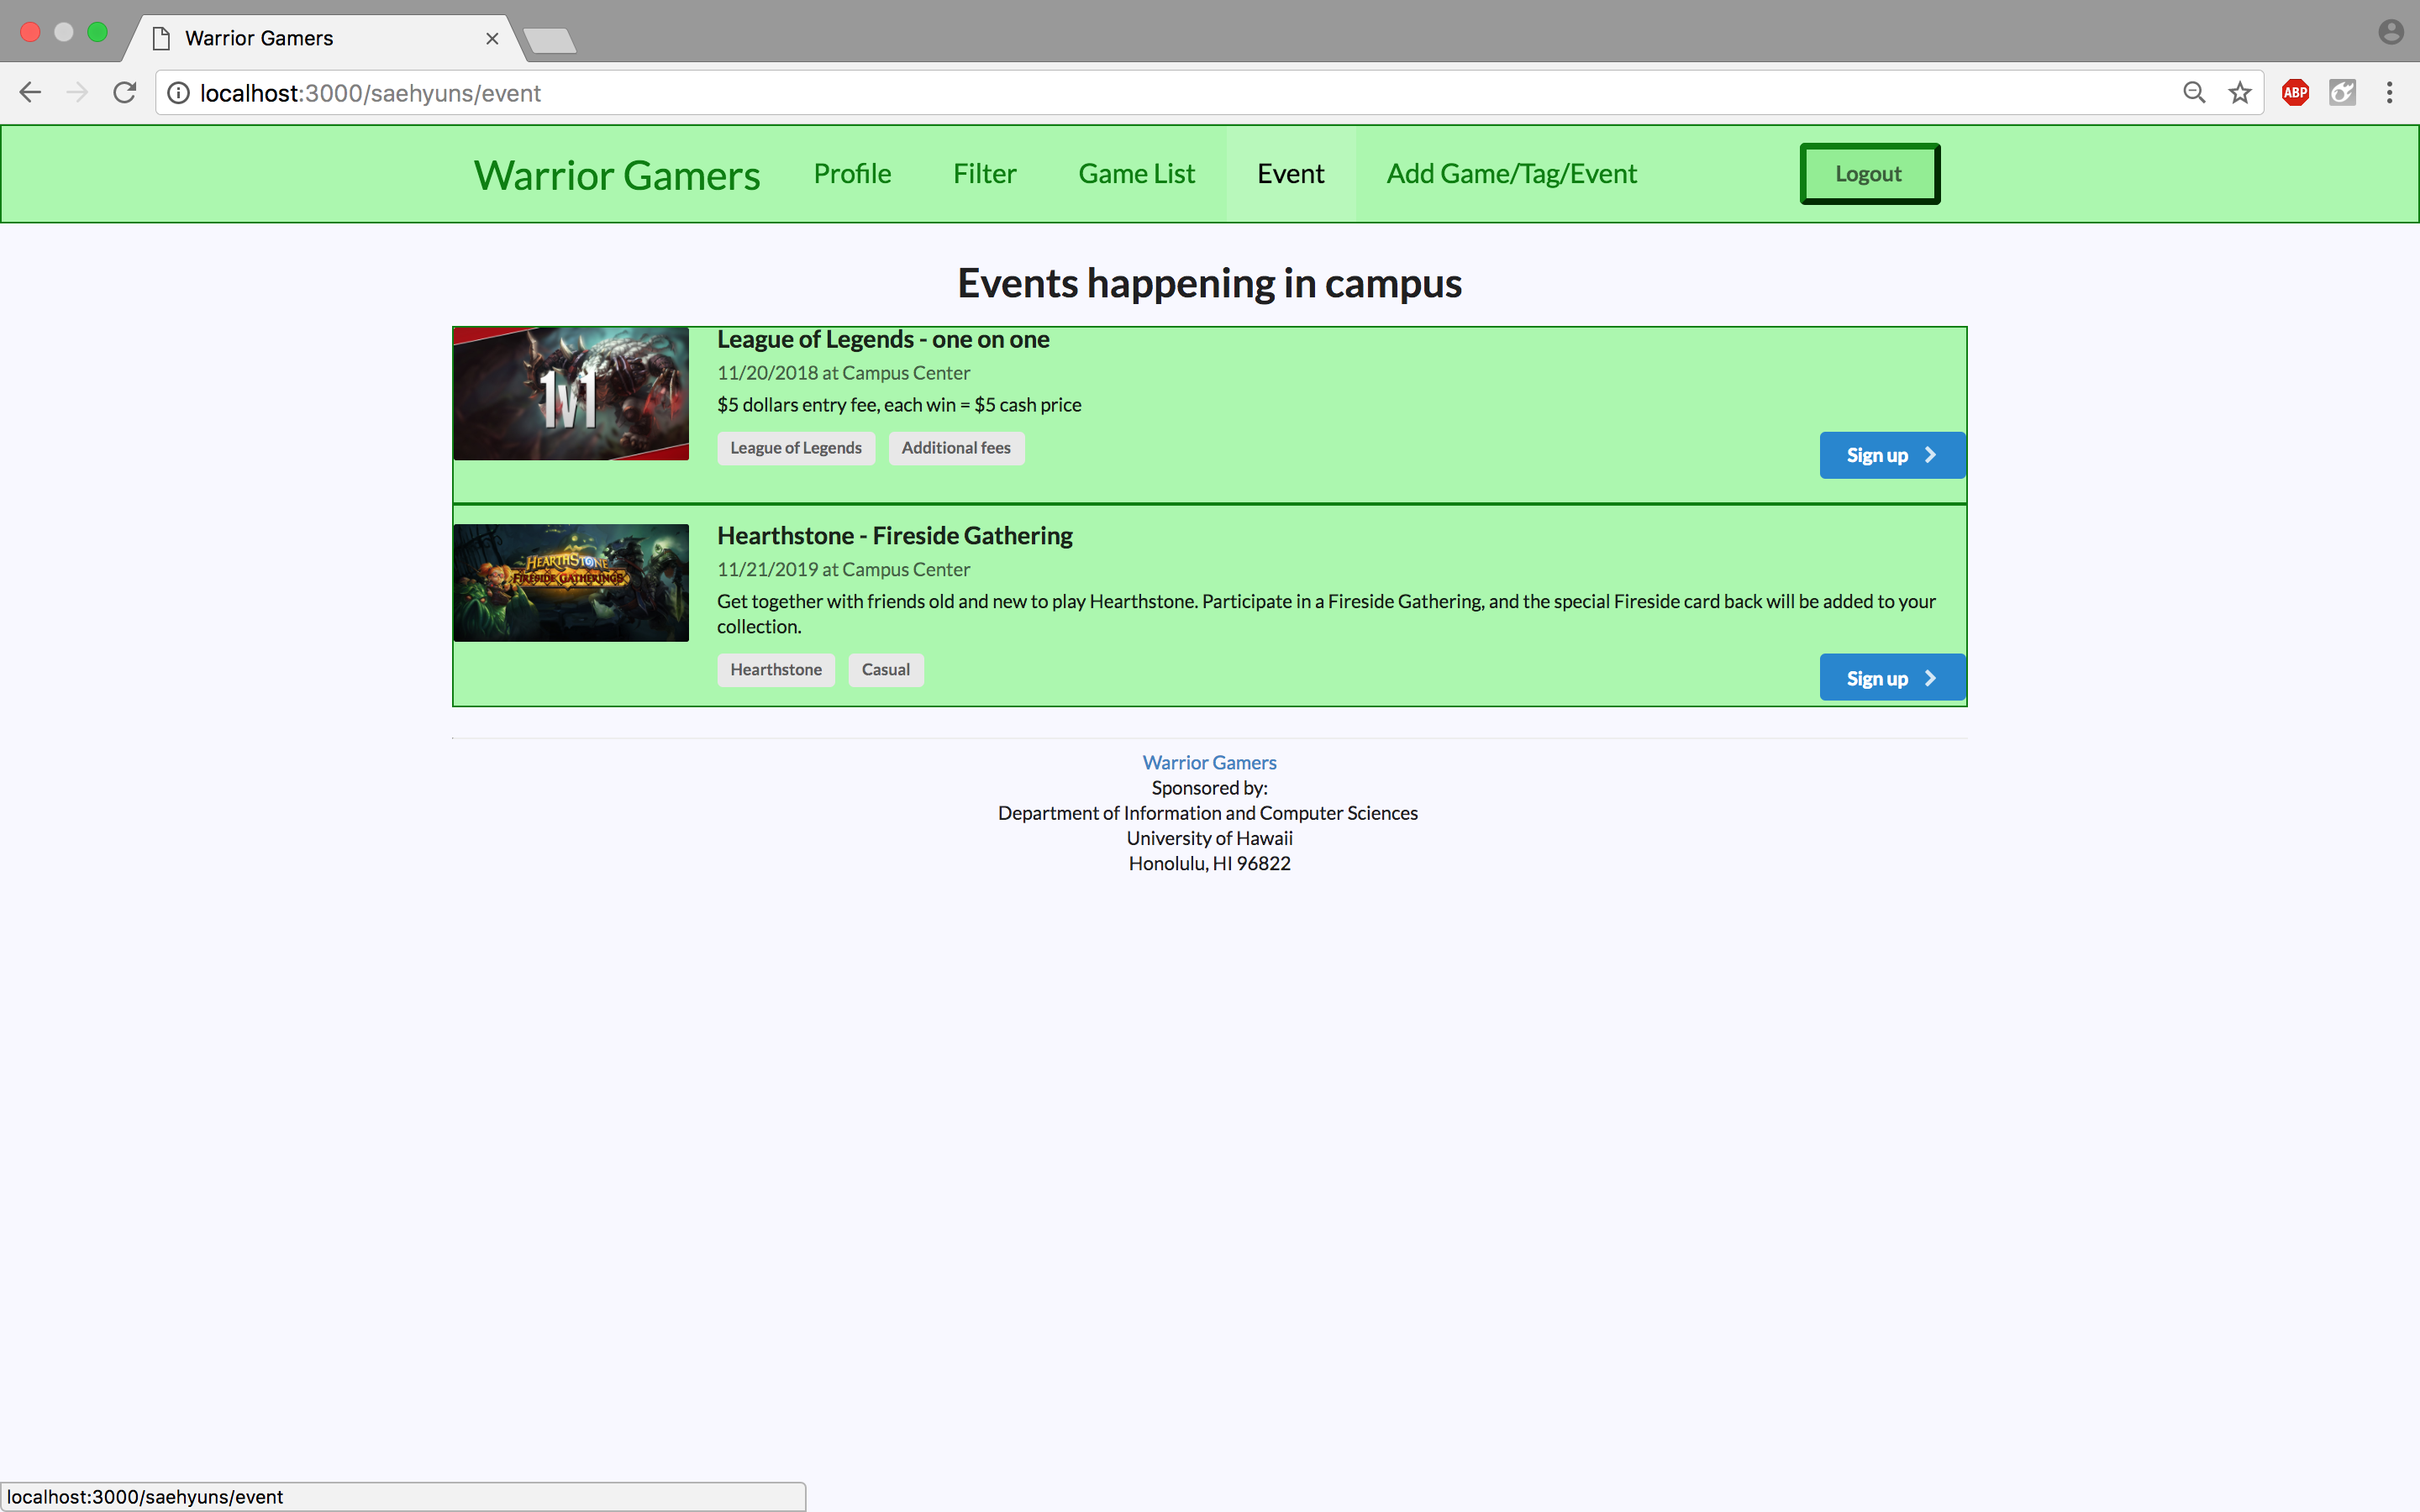 Warrior Gamers
localhost:3000/saehyuns/event
ABP
Warrior Gamers Profile Filter Game List Event Add Game/Tag/Event Logout
Events happening in campus
1v1
League of Legends - one on one
11/20/2018 at Campus Center
$5 dollars entry fee, each win = $5 cash price
League of Legends Additional fees
Sign up
HEARTHSTONE
FIRESIDE GATHERINGS
Hearthstone - Fireside Gathering
11/21/2019 at Campus Center
Get together with friends old and new to play Hearthstone. Participate in a Fireside Gathering, and the special Fireside card back will be added to your
collection.
Hearthstone Casual
Sign up
Warrior Gamers
Sponsored by:
Department of Information and Computer Sciences
University of Hawaii
Honolulu, HI 96822
localhost:3000/saehyuns/event